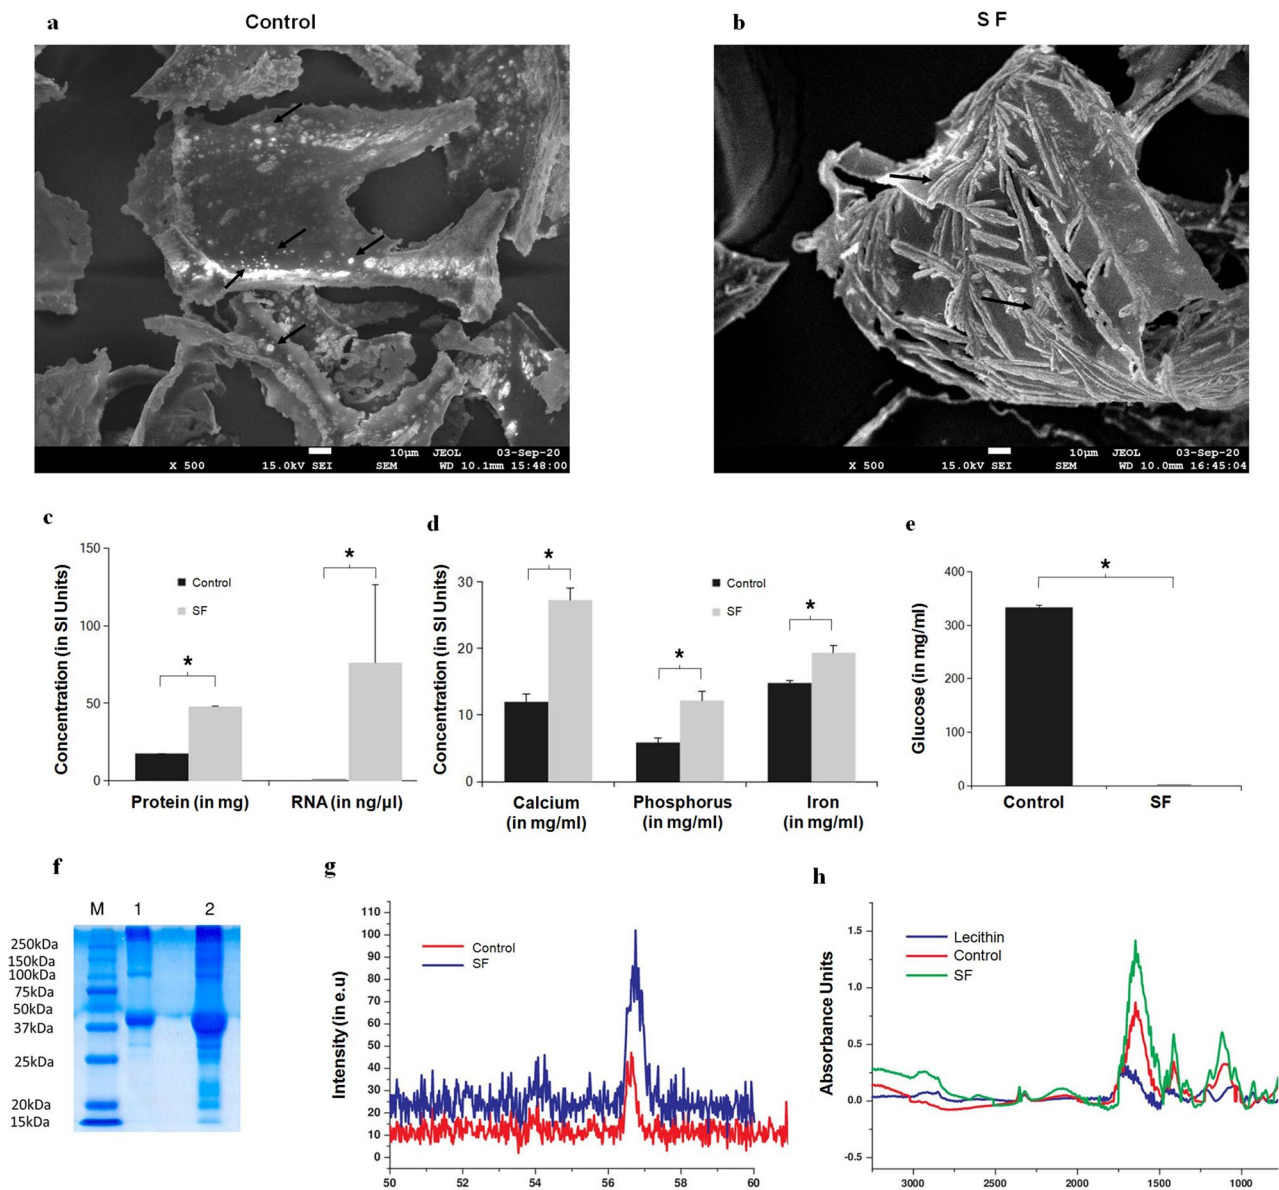 a Control
b S F
10µm JEOL 03-Sep-20
X 500 15.0kV SEI SEM WD 10.1mm 15:48:00
10µm JEOL 03-Sep-20
X 500 15.0kV SEI SEM WD 10.0mm 16:45:04
c
Concentration (in SI Units)
150
100
50
0
Control
SF
*
*
Protein (in mg) RNA (in ng/µl)
d
Concentration (in SI Units)
30
20
10
0
Control
SF
*
*
*
Calcium Phosphorus Iron
(in mg/ml) (in mg/ml) (in mg/ml)
e
Glucose (in mg/ml)
400
300
200
100
0
*
Control SF
f
M 1 2
250kDa
150kDa
100kDa
75kDa
50kDa
37kDa
25kDa
20kDa
15kDa
g
Intensity (in e.u)
110
100
90
80
70
60
50
40
30
20
10
0
Control
SF
50 52 54 56 58 60
h
Absorbance Units
1.5
1.0
0.5
0.0
-0.5
Lecithin
Control
SF
3000 2500 2000 1500 1000